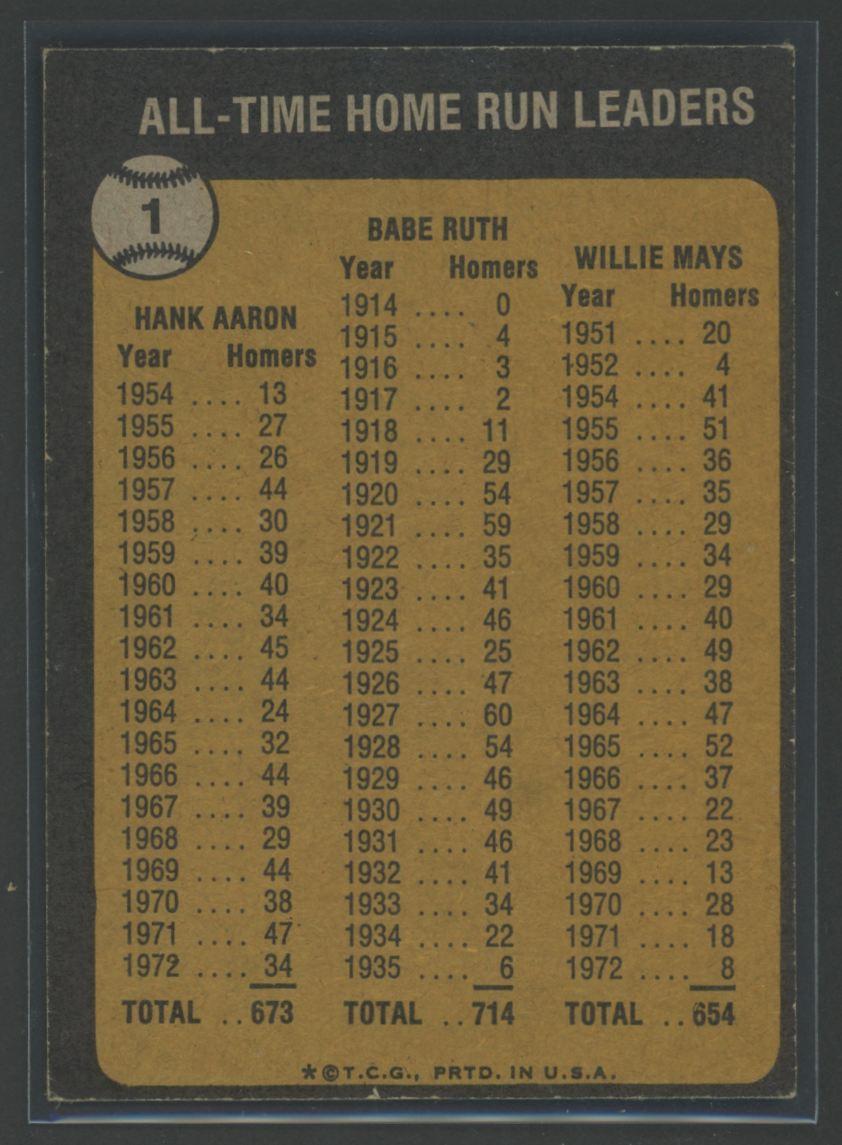 ALL-TIME HOME RUN LEADERS
1
HANK AARON
Year Homers
1954 .... 13
1955 .... 27
1956 .... 26
1957 .... 44
1958 .... 30
1959 .... 39
1960 .... 40
1961 .... 34
1962 .... 45
1963 .... 44
1964 .... 24
1965 .... 32
1966 .... 44
1967 .... 39
1968 .... 29
1969 .... 44
1970 .... 38
1971 .... 47
1972 .... 34
TOTAL .. 673
BABE RUTH
Year Homers
1914 .... 0
1915 .... 4
1916 .... 3
1917 .... 2
1918 .... 11
1919 .... 29
1920 .... 54
1921 .... 59
1922 .... 35
1923 .... 41
1924 .... 46
1925 .... 25
1926 .... 47
1927 .... 60
1928 .... 54
1929 .... 46
1930 .... 49
1931 .... 46
1932 .... 41
1933 .... 34
1934 .... 22
1935 .... 6
TOTAL .. 714
WILLIE MAYS
Year Homers
1951 .... 20
1952 .... 4
1954 .... 41
1955 .... 51
1956 .... 36
1957 .... 35
1958 .... 29
1959 .... 34
1960 .... 29
1961 .... 40
1962 .... 49
1963 .... 38
1964 .... 47
1965 .... 52
1966 .... 37
1967 .... 22
1968 .... 23
1969 .... 13
1970 .... 28
1971 .... 18
1972 .... 8
TOTAL .. 654
*©T.C.G., PRTD. IN U.S.A.